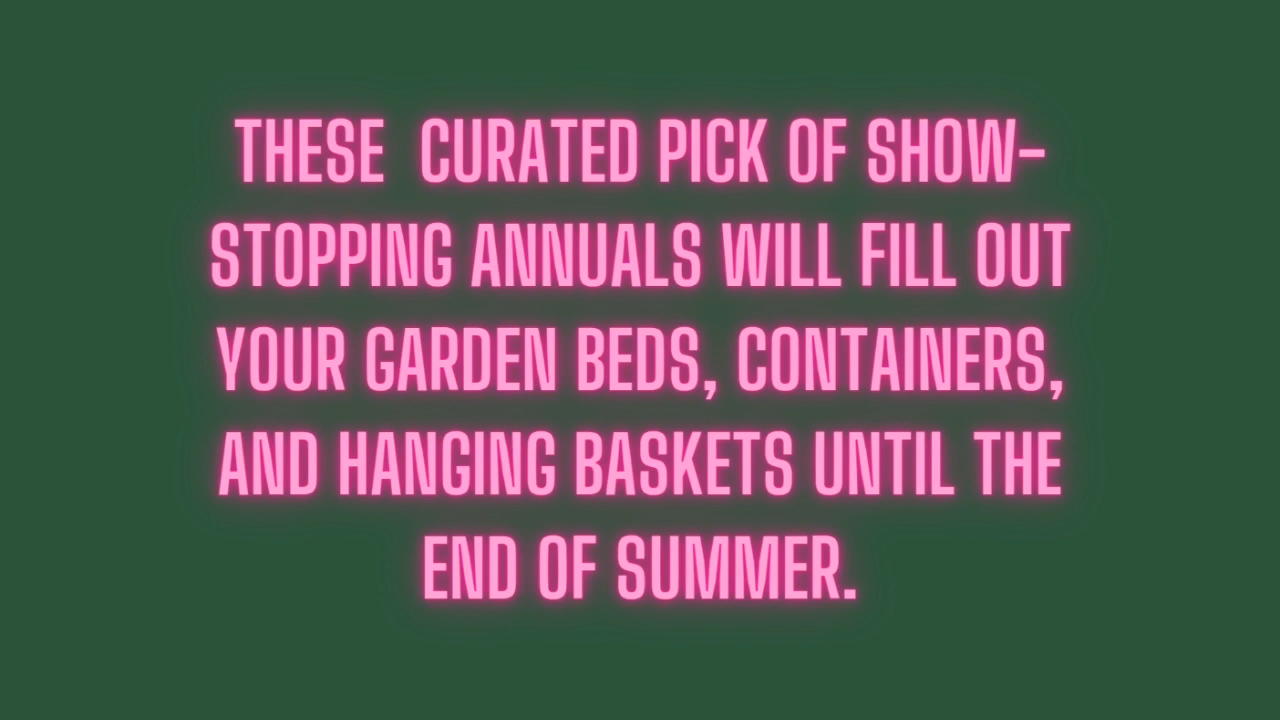 THESE  CURATED PICK OF SHOW-
STOPPING ANNUALS WILL FILL OUT
YOUR GARDEN BEDS, CONTAINERS,
AND HANGING BASKETS UNTIL THE
END OF SUMMER.